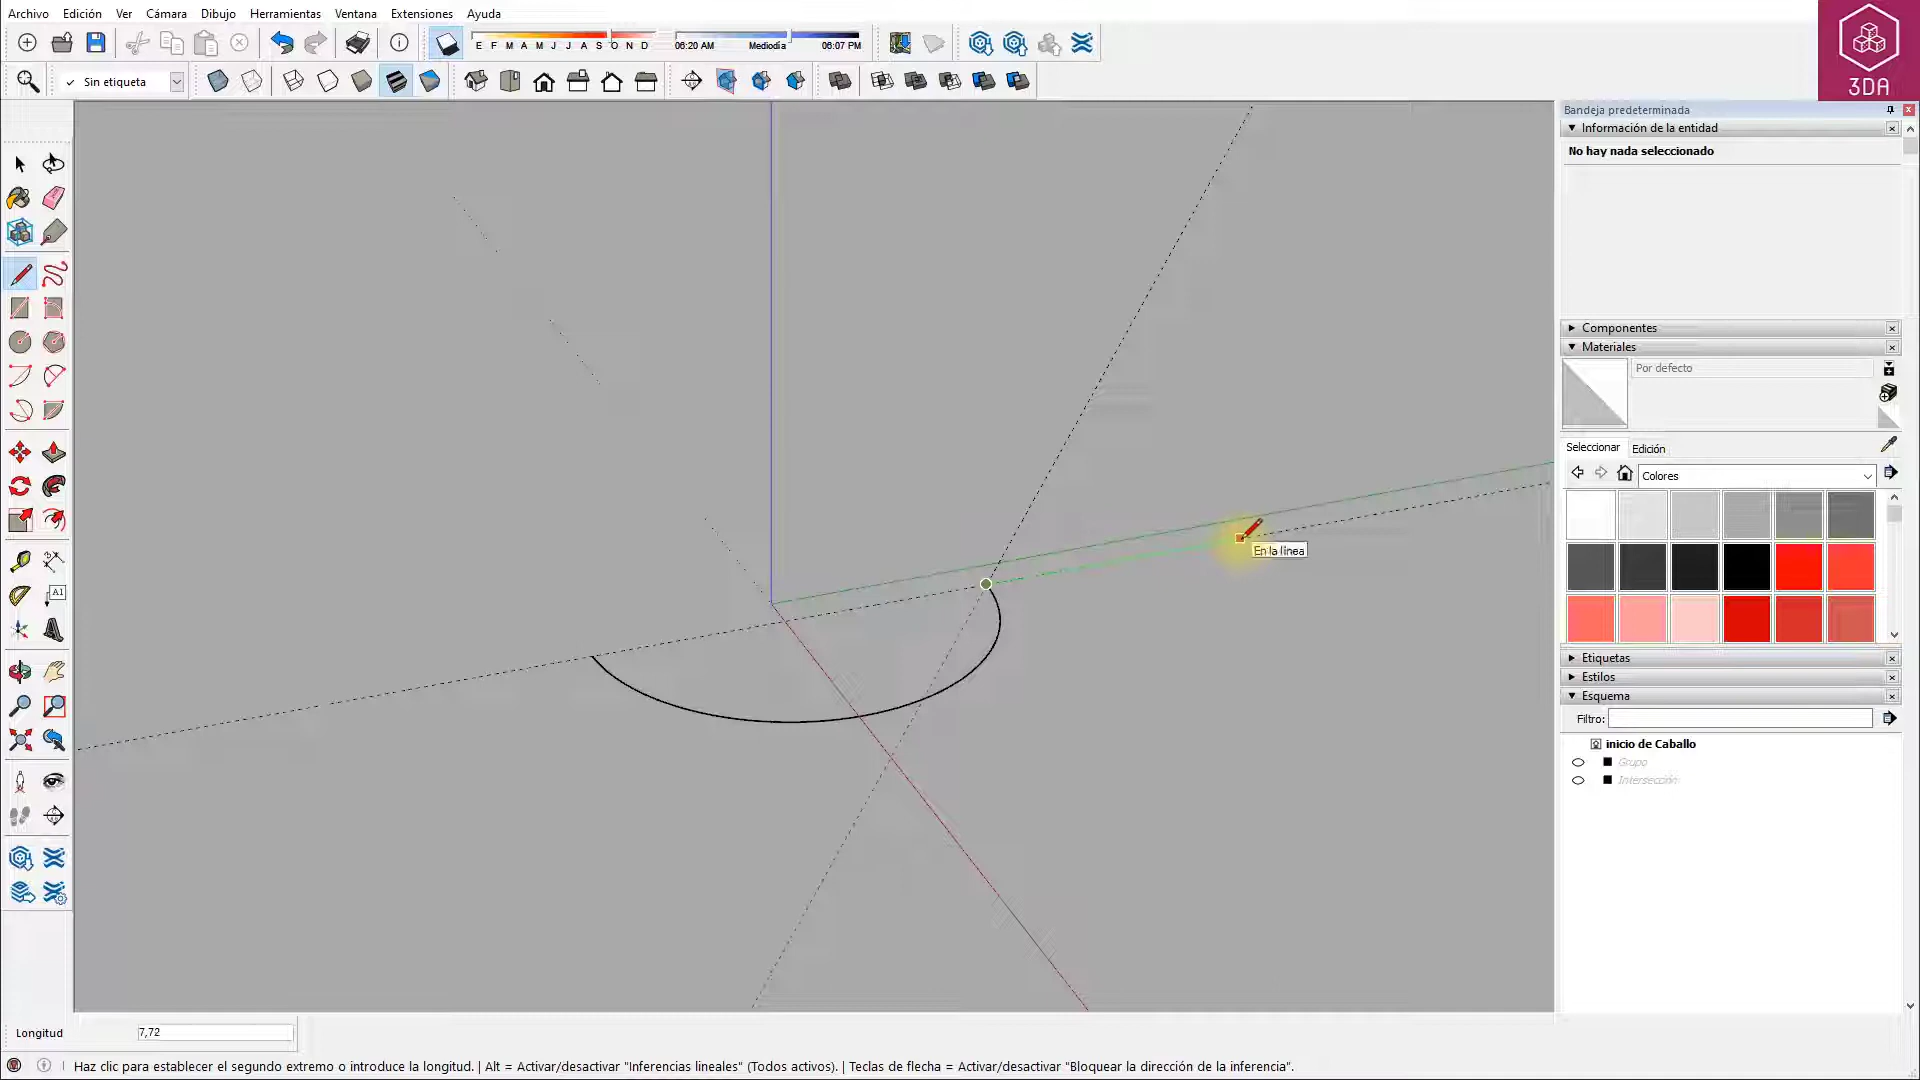 Archivo Edición Ver Cámara Dibujo Herramientas Ventana Extensiones Ayuda
E F M A M J J A S O N D 06:20 AM Mediodía 06:07 PM
✓ Sin etiqueta
3DA
Bandeja predeterminada
Información de la entidad
No hay nada seleccionado
Componentes
Materiales
Por defecto
Seleccionar Edición
Colores
En la línea
A1
Etiquetas
Estilos
Esquema
Filtro:
inicio de Caballo
Grupo
Intersección
Longitud 7,72
Haz clic para establecer el segundo extremo o introduce la longitud. | Alt = Activar/desactivar "Inferencias lineales" (Todos activos). | Teclas de flecha = Activar/desactivar "Bloquear la dirección de la inferencia".